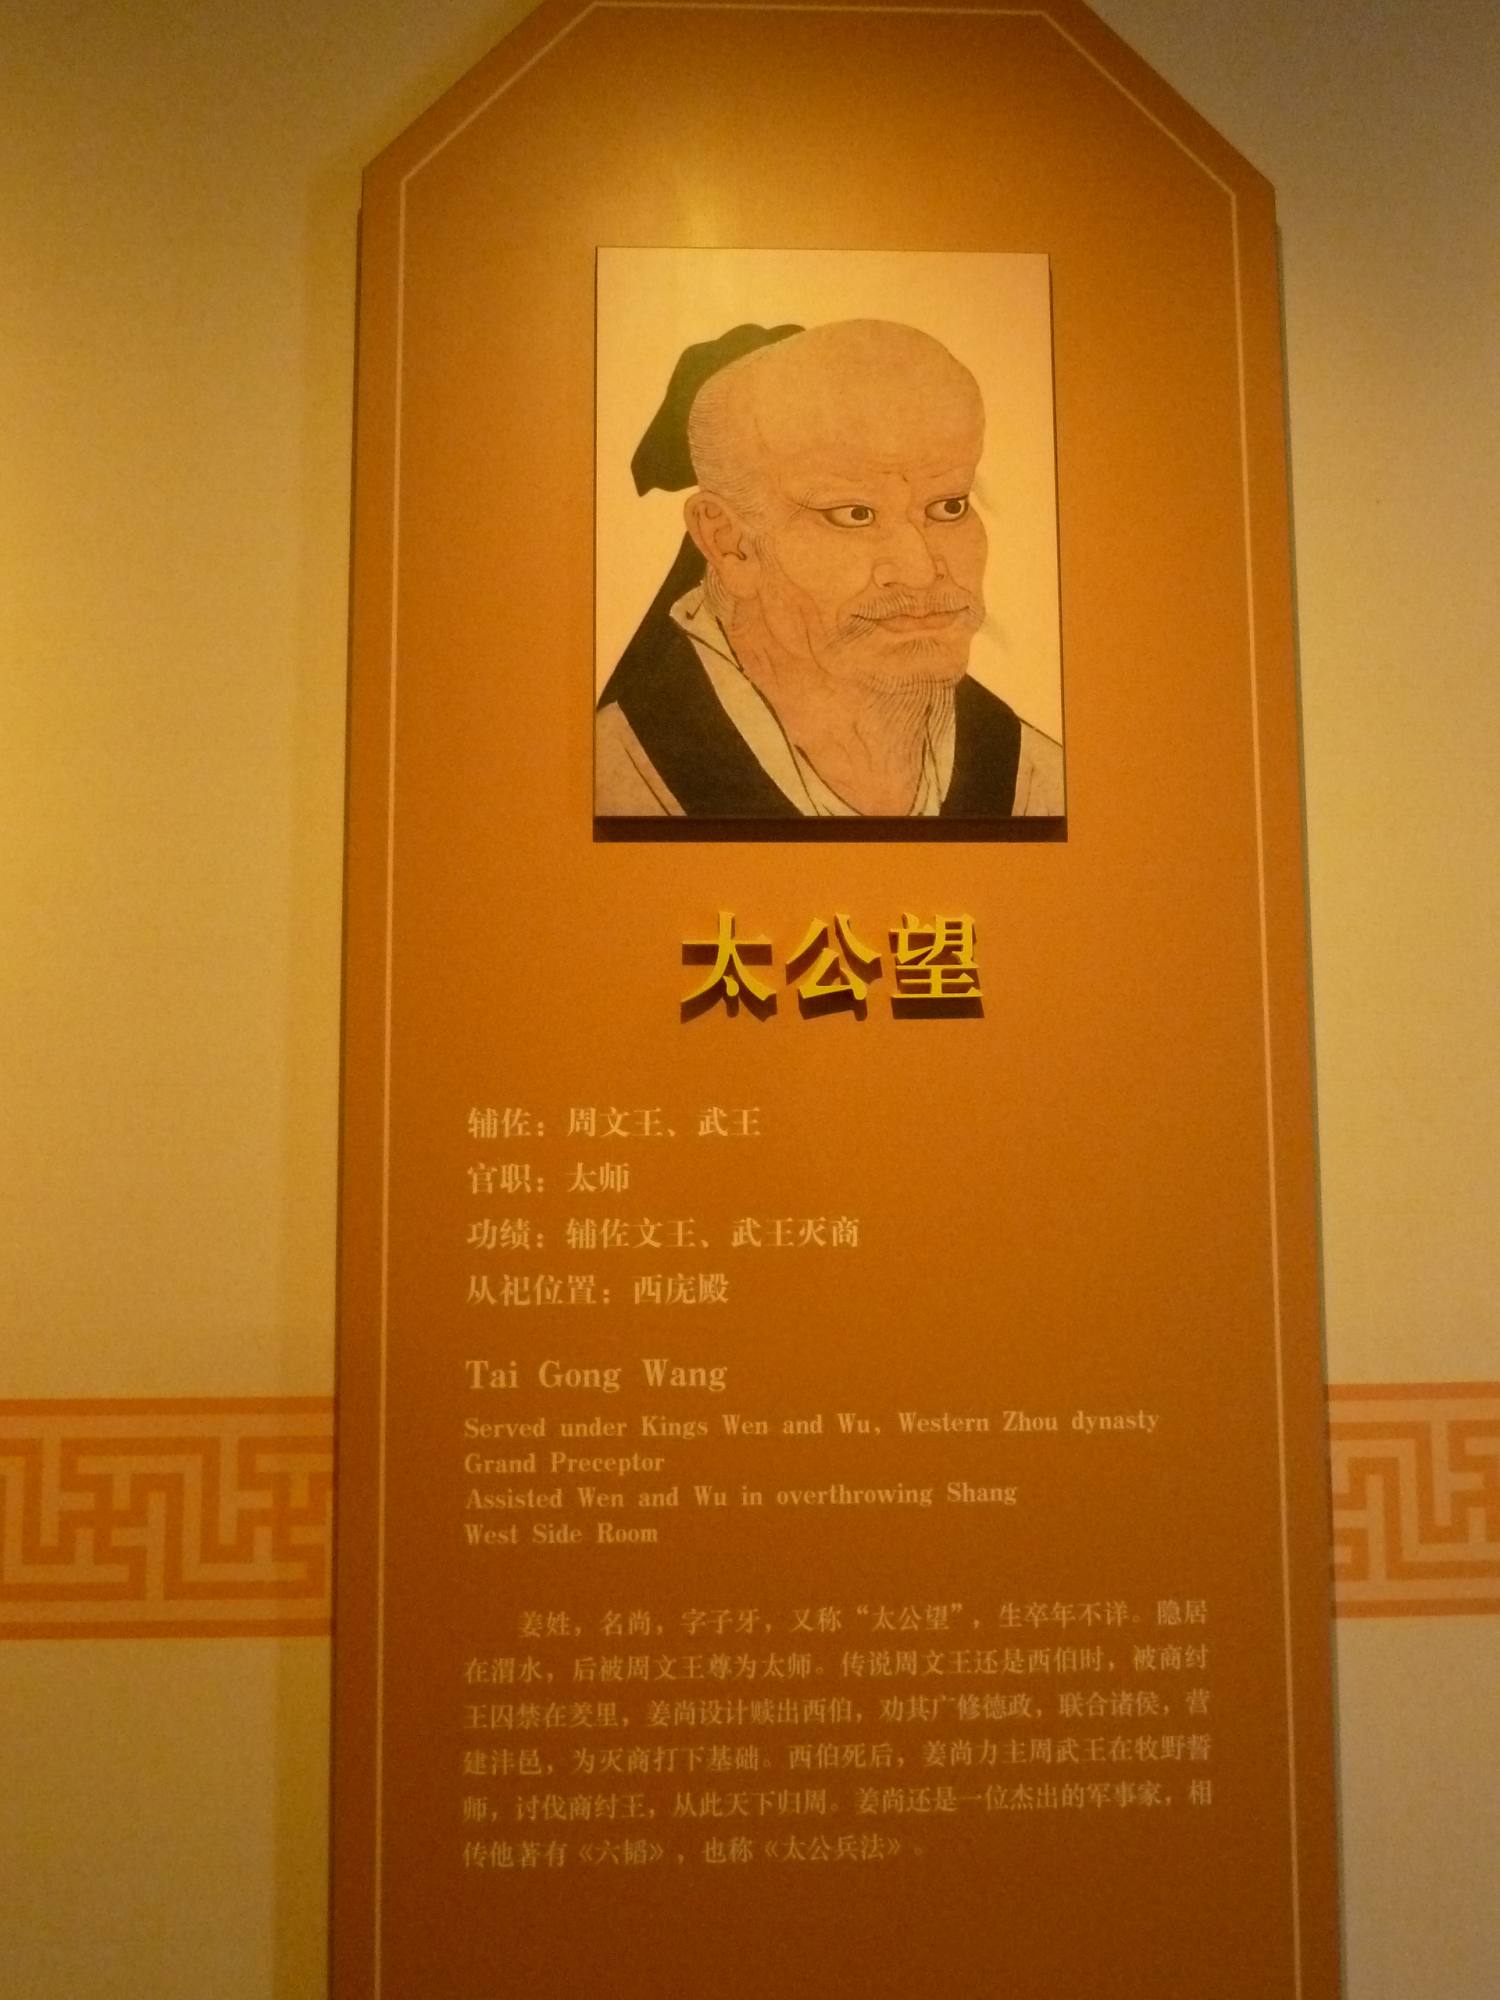 太公望
辅佐：周文王、武王
官职：太师
功绩：辅佐文王、武王灭商
从祀位置：西庑殿
Tai Gong Wang
Served under Kings Wen and Wu, Western Zhou dynasty
Grand Preceptor
Assisted Wen and Wu in overthrowing Shang
West Side Room
姜姓，名尚，字子牙，又称“太公望”，生卒年不详。隐居
在渭水，后被周文王尊为太师。传说周文王还是西伯时，被商纣
王囚禁在羑里，姜尚设计赎出西伯，劝其广修德政，联合诸侯，营
建沣邑，为灭商打下基础。西伯死后，姜尚力主周武王在牧野誓
师，讨伐商纣王，从此天下归周。姜尚还是一位杰出的军事家，相
传他著有《六韬》，也称《太公兵法》。